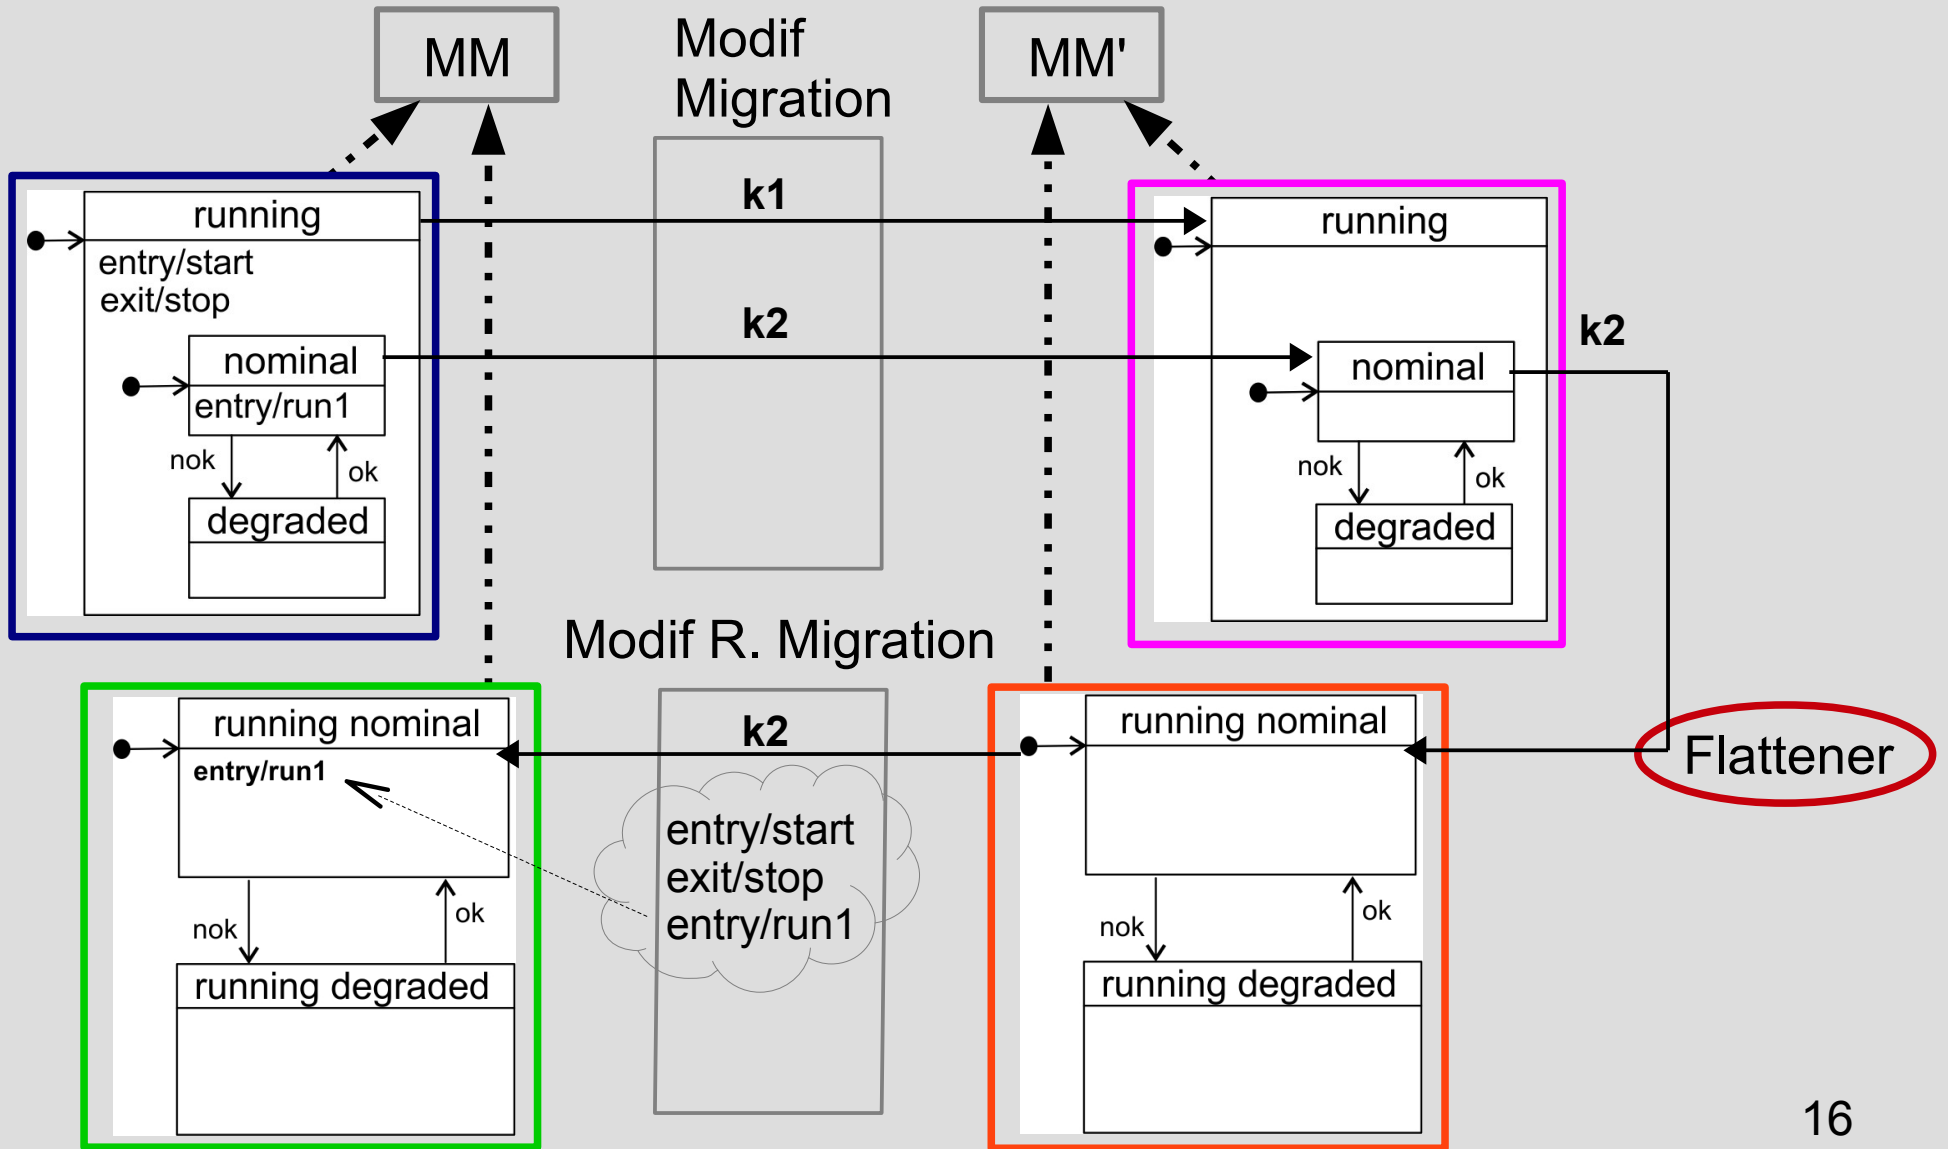 MM
Modif
Migration
MM'
running
entry/start
exit/stop
nominal
entry/run1
nok
ok
degraded
k1
k2
running
nominal
nok
ok
degraded
k2
Modif R. Migration
running nominal
entry/run1
nok
ok
running degraded
k2
entry/start
exit/stop
entry/run1
running nominal
nok
ok
running degraded
Flattener
16